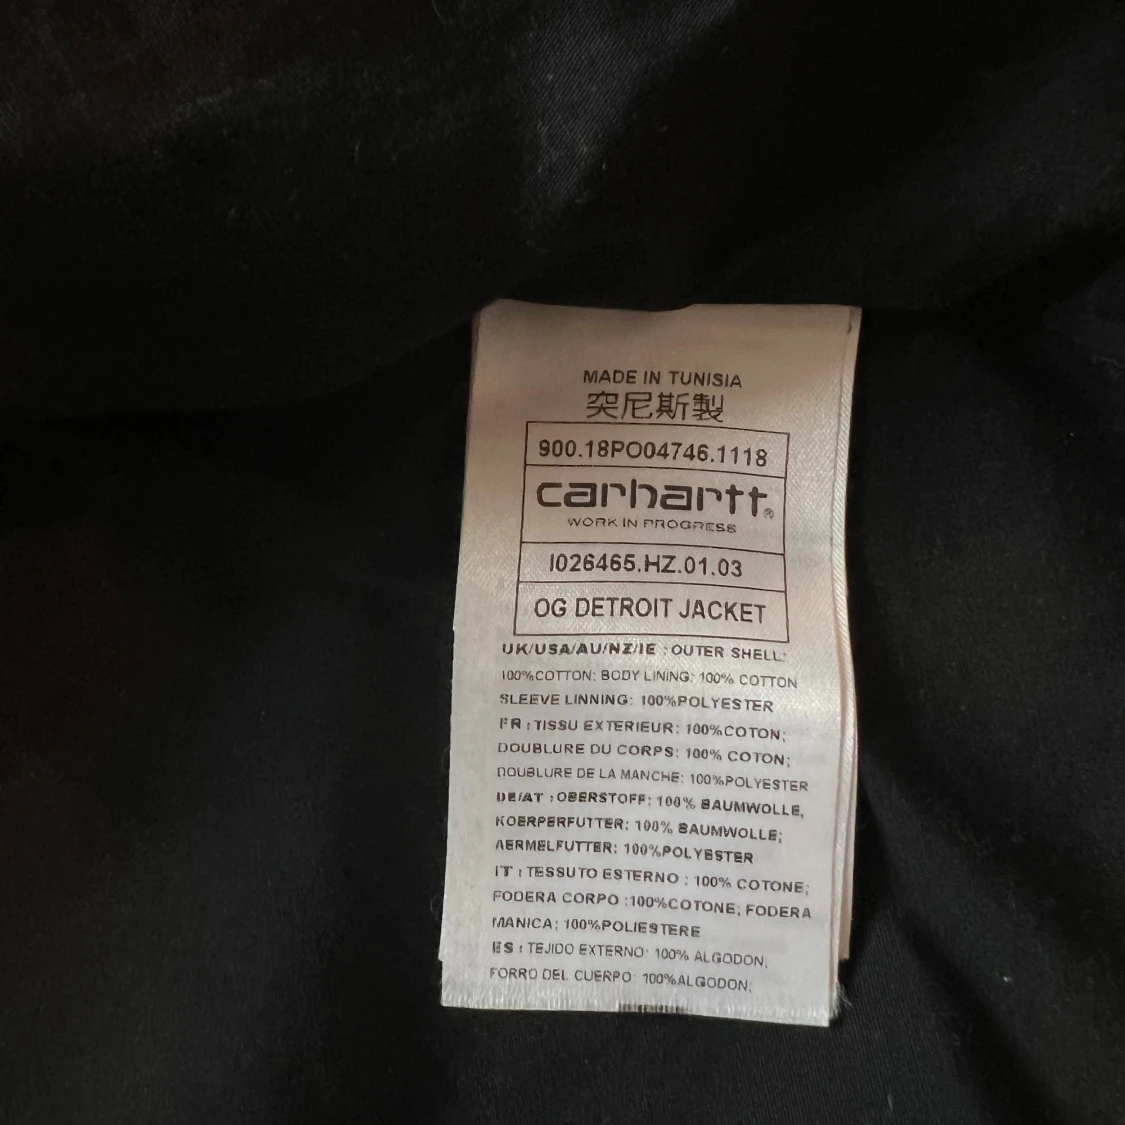 MADE IN TUNISIA
突尼斯製
900.18PO04746.1118
carhartt®
WORK IN PROGRESS
I026465.HZ.01.03
OG DETROIT JACKET
UK/USA/AU/NZ/IE : OUTER SHELL:
100%COTTON; BODY LINING: 100% COTTON
SLEEVE LINNING: 100%POLYESTER
FR : TISSU EXTERIEUR: 100%COTON;
DOUBLURE DU CORPS: 100% COTON;
DOUBLURE DE LA MANCHE: 100%POLYESTER
DE/AT : OBERSTOFF: 100% BAUMWOLLE,
KOERPERFUTTER: 100% BAUMWOLLE;
AERMELFUTTER: 100%POLYESTER
IT : TESSUTO ESTERNO : 100% COTONE;
FODERA CORPO :100%COTONE; FODERA
MANICA: 100%POLIESTERE
ES : TEJIDO EXTERNO: 100% ALGODON,
FORRO DEL CUERPO: 100%ALGODON;